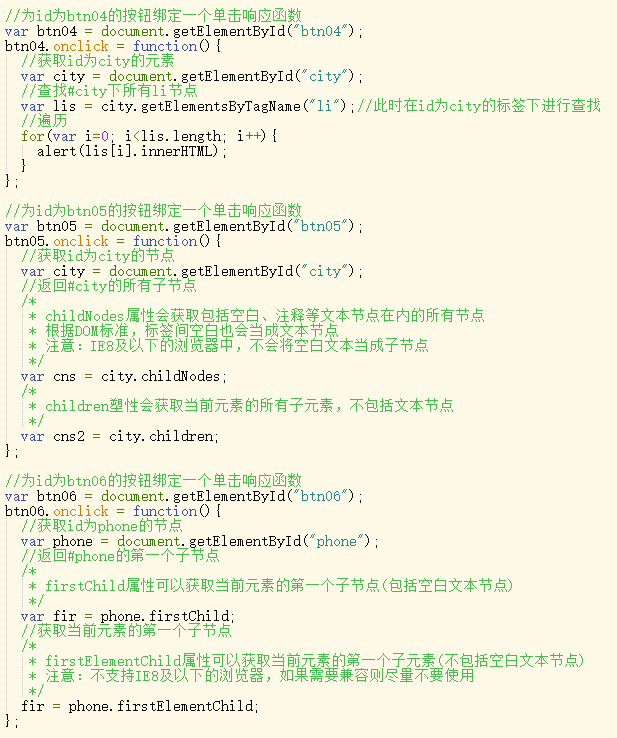 //为id为btn04的按钮绑定一个单击响应函数
var btn04 = document.getElementById("btn04");
btn04.onclick = function(){
  //获取id为city的元素
  var city = document.getElementById("city");
  //查找#city下所有li节点
  var lis = city.getElementsByTagName("li");//此时在id为city的标签下进行查找
  //遍历
  for(var i=0; i<lis.length; i++){
    alert(lis[i].innerHTML);
  }
};
//为id为btn05的按钮绑定一个单击响应函数
var btn05 = document.getElementById("btn05");
btn05.onclick = function(){
  //获取id为city的节点
  var city = document.getElementById("city");
  //返回#city的所有子节点
  /*
   * childNodes属性会获取包括空白、注释等文本节点在内的所有节点
   * 根据DOM标准，标签间空白也会当成文本节点
   * 注意：IE8及以下的浏览器中，不会将空白文本当成子节点
   */
  var cns = city.childNodes;
  /*
   * children塑性会获取当前元素的所有子元素，不包括文本节点
   */
  var cns2 = city.children;
};
//为id为btn06的按钮绑定一个单击响应函数
var btn06 = document.getElementById("btn06");
btn06.onclick = function(){
  //获取id为phone的节点
  var phone = document.getElementById("phone");
  //返回#phone的第一个子节点
  /*
   * firstChild属性可以获取当前元素的第一个子节点(包括空白文本节点)
   */
  var fir = phone.firstChild;
  //获取当前元素的第一个子节点
  /*
   * firstElementChild属性可以获取当前元素的第一个子元素(不包括空白文本节点)
   * 注意：不支持IE8及以下的浏览器，如果需要兼容则尽量不要使用
   */
  fir = phone.firstElementChild;
};